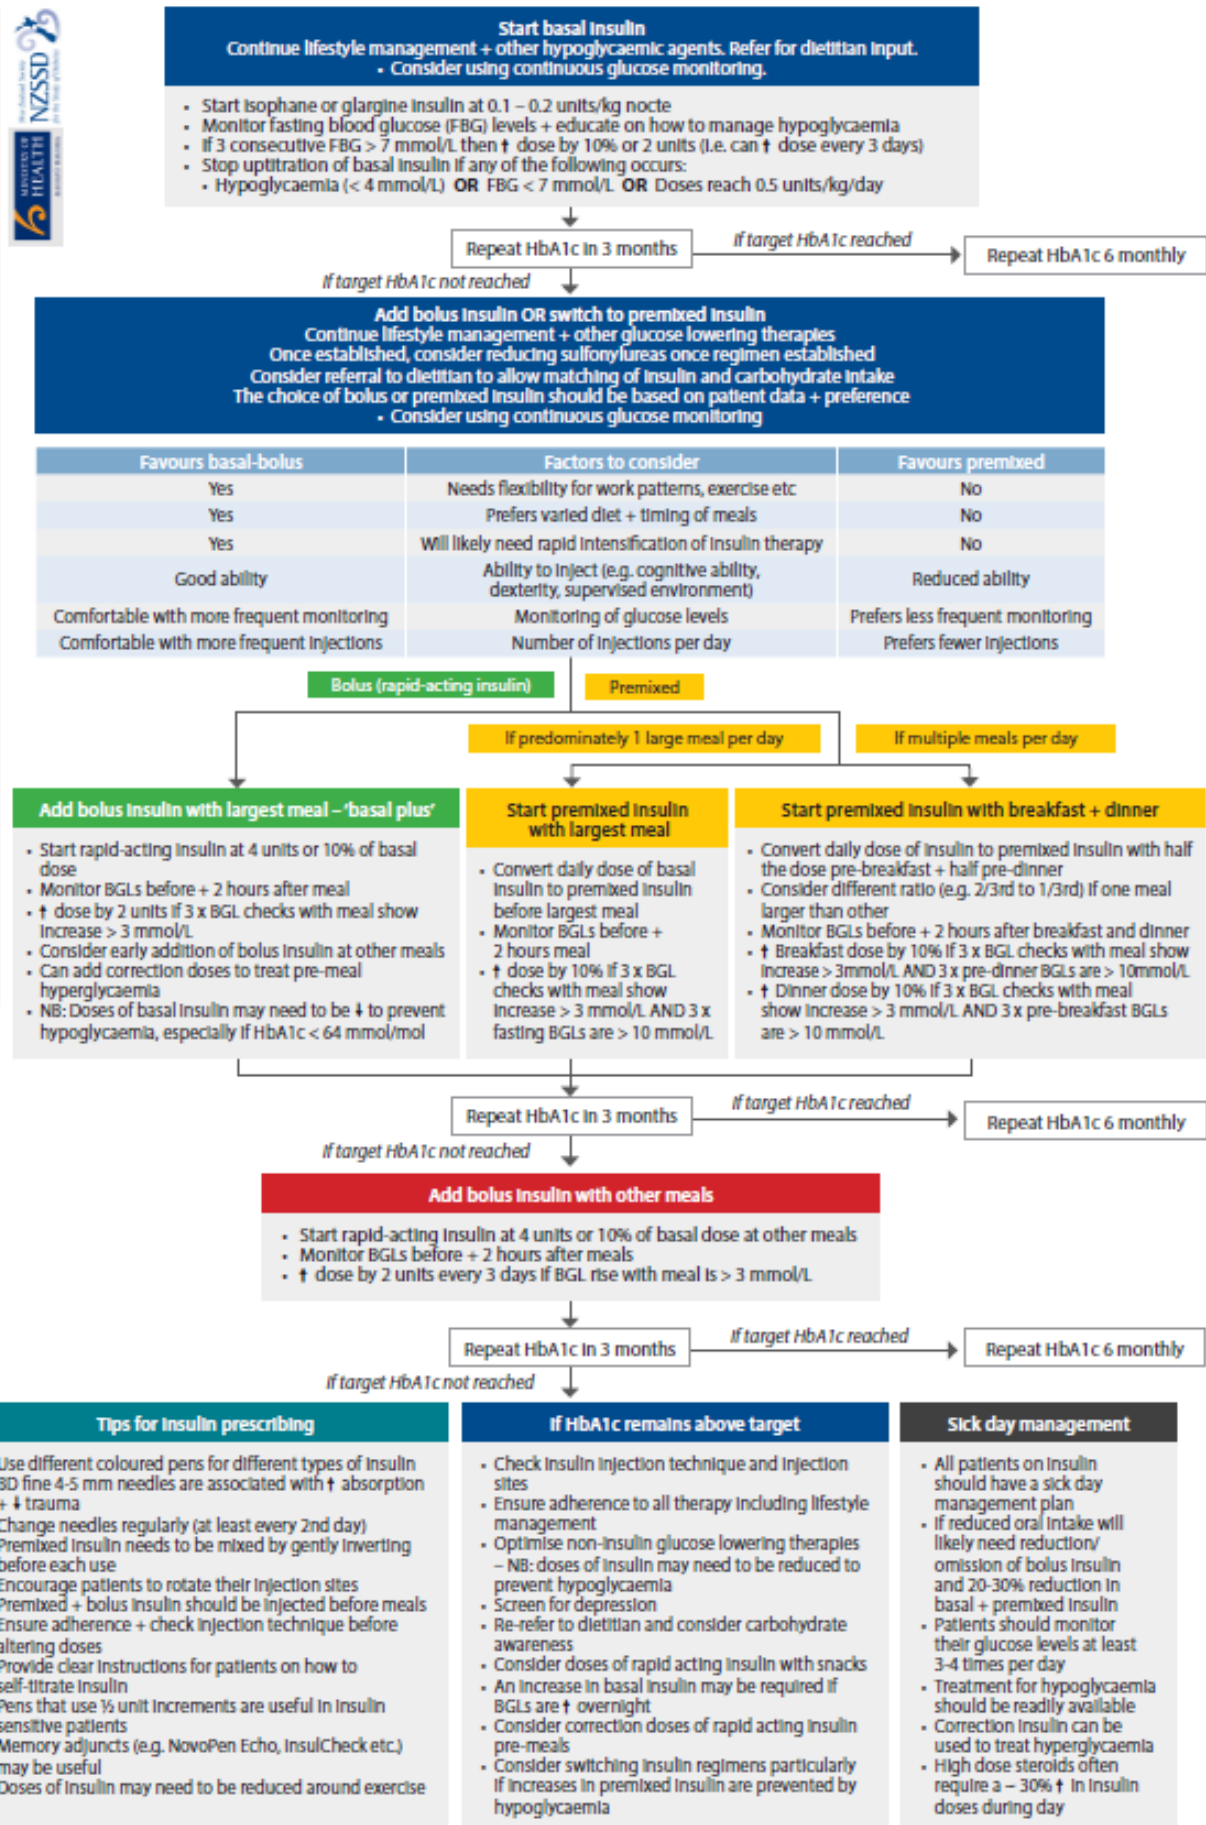 New Zealand Society
for the Study of Diabetes
NZSSD
MINISTRY OF
HEALTH
MANATŪ HAUORA
Start basal insulin
Continue lifestyle management + other hypoglycaemic agents. Refer for dietitian input.
• Consider using continuous glucose monitoring.
• Start isophane or glargine insulin at 0.1 – 0.2 units/kg nocte
• Monitor fasting blood glucose (FBG) levels + educate on how to manage hypoglycaemia
• If 3 consecutive FBG > 7 mmol/L then ↑ dose by 10% or 2 units (i.e. can ↑ dose every 3 days)
• Stop uptitration of basal insulin if any of the following occurs:
• Hypoglycaemia (< 4 mmol/L) OR FBG < 7 mmol/L OR Doses reach 0.5 units/kg/day
Repeat HbA1c in 3 months
If target HbA1c reached
Repeat HbA1c 6 monthly
If target HbA1c not reached
Add bolus insulin OR switch to premixed insulin
Continue lifestyle management + other glucose lowering therapies
Once established, consider reducing sulfonylureas once regimen established
Consider referral to dietitian to allow matching of insulin and carbohydrate intake
The choice of bolus or premixed insulin should be based on patient data + preference
• Consider using continuous glucose monitoring
Favours basal-bolus Factors to consider Favours premixed
Yes Needs flexibility for work patterns, exercise etc No
Yes Prefers varied diet + timing of meals No
Yes Will likely need rapid intensification of insulin therapy No
Good ability Ability to inject (e.g. cognitive ability, Reduced ability
dexterity, supervised environment)
Comfortable with more frequent monitoring Monitoring of glucose levels Prefers less frequent monitoring
Comfortable with more frequent injections Number of injections per day Prefers fewer injections
Bolus (rapid-acting insulin)
Premixed
If predominately 1 large meal per day
If multiple meals per day
Add bolus insulin with largest meal – 'basal plus'
• Start rapid-acting insulin at 4 units or 10% of basal
dose
• Monitor BGLs before + 2 hours after meal
• ↑ dose by 2 units if 3 x BGL checks with meal show
increase > 3 mmol/L
• Consider early addition of bolus insulin at other meals
• Can add correction doses to treat pre-meal
hyperglycaemia
• NB: Doses of basal insulin may need to be ↓ to prevent
hypoglycaemia, especially if HbA1c < 64 mmol/mol
Start premixed insulin
with largest meal
• Convert daily dose of basal
insulin to premixed insulin
before largest meal
• Monitor BGLs before +
2 hours meal
• ↑ dose by 10% if 3 x BGL
checks with meal show
increase > 3 mmol/L AND 3 x
fasting BGLs are > 10 mmol/L
Start premixed insulin with breakfast + dinner
• Convert daily dose of insulin to premixed insulin with half
the dose pre-breakfast + half pre-dinner
• Consider different ratio (e.g. 2/3rd to 1/3rd) if one meal
larger than other
• Monitor BGLs before + 2 hours after breakfast and dinner
• ↑ Breakfast dose by 10% if 3 x BGL checks with meal show
increase > 3mmol/L AND 3 x pre-dinner BGLs are > 10mmol/L
• ↑ Dinner dose by 10% if 3 x BGL checks with meal
show increase > 3 mmol/L AND 3 x pre-breakfast BGLs
are > 10 mmol/L
Repeat HbA1c in 3 months
If target HbA1c reached
Repeat HbA1c 6 monthly
If target HbA1c not reached
Add bolus insulin with other meals
• Start rapid-acting insulin at 4 units or 10% of basal dose at other meals
• Monitor BGLs before + 2 hours after meals
• ↑ dose by 2 units every 3 days if BGL rise with meal is > 3 mmol/L
Repeat HbA1c in 3 months
If target HbA1c reached
Repeat HbA1c 6 monthly
If target HbA1c not reached
Tips for insulin prescribing
Use different coloured pens for different types of insulin
BD fine 4-5 mm needles are associated with ↑ absorption
+ ↓ trauma
Change needles regularly (at least every 2nd day)
Premixed insulin needs to be mixed by gently inverting
before each use
Encourage patients to rotate their injection sites
Premixed + bolus insulin should be injected before meals
Ensure adherence + check injection technique before
altering doses
Provide clear instructions for patients on how to
self-titrate insulin
Pens that use ½ unit increments are useful in insulin
sensitive patients
Memory adjuncts (e.g. NovoPen Echo, InsulCheck etc.)
may be useful
Doses of insulin may need to be reduced around exercise
If HbA1c remains above target
• Check insulin injection technique and injection
sites
• Ensure adherence to all therapy including lifestyle
management
• Optimise non-insulin glucose lowering therapies
– NB: doses of insulin may need to be reduced to
prevent hypoglycaemia
• Screen for depression
• Re-refer to dietitian and consider carbohydrate
awareness
• Consider doses of rapid acting insulin with snacks
• An increase in basal insulin may be required if
BGLs are ↑ overnight
• Consider correction doses of rapid acting insulin
pre-meals
• Consider switching insulin regimens particularly
if increases in premixed insulin are prevented by
hypoglycaemia
Sick day management
• All patients on insulin
should have a sick day
management plan
• If reduced oral intake will
likely need reduction/
omission of bolus insulin
and 20-30% reduction in
basal + premixed insulin
• Patients should monitor
their glucose levels at least
3-4 times per day
• Treatment for hypoglycaemia
should be readily available
• Correction insulin can be
used to treat hyperglycaemia
• High dose steroids often
require a ~ 30% ↑ in insulin
doses during day